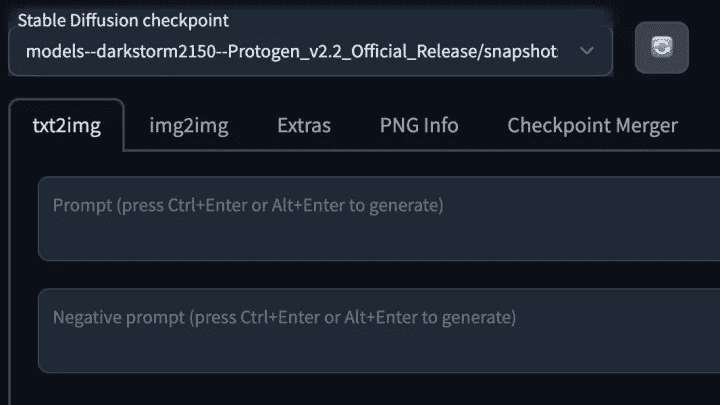 Stable Diffusion checkpoint
models--darkstorm2150--Protogen_v2.2_Official_Release/snapshot
txt2img img2img Extras PNG Info Checkpoint Merger
Prompt (press Ctrl+Enter or Alt+Enter to generate)
Negative prompt (press Ctrl+Enter or Alt+Enter to generate)